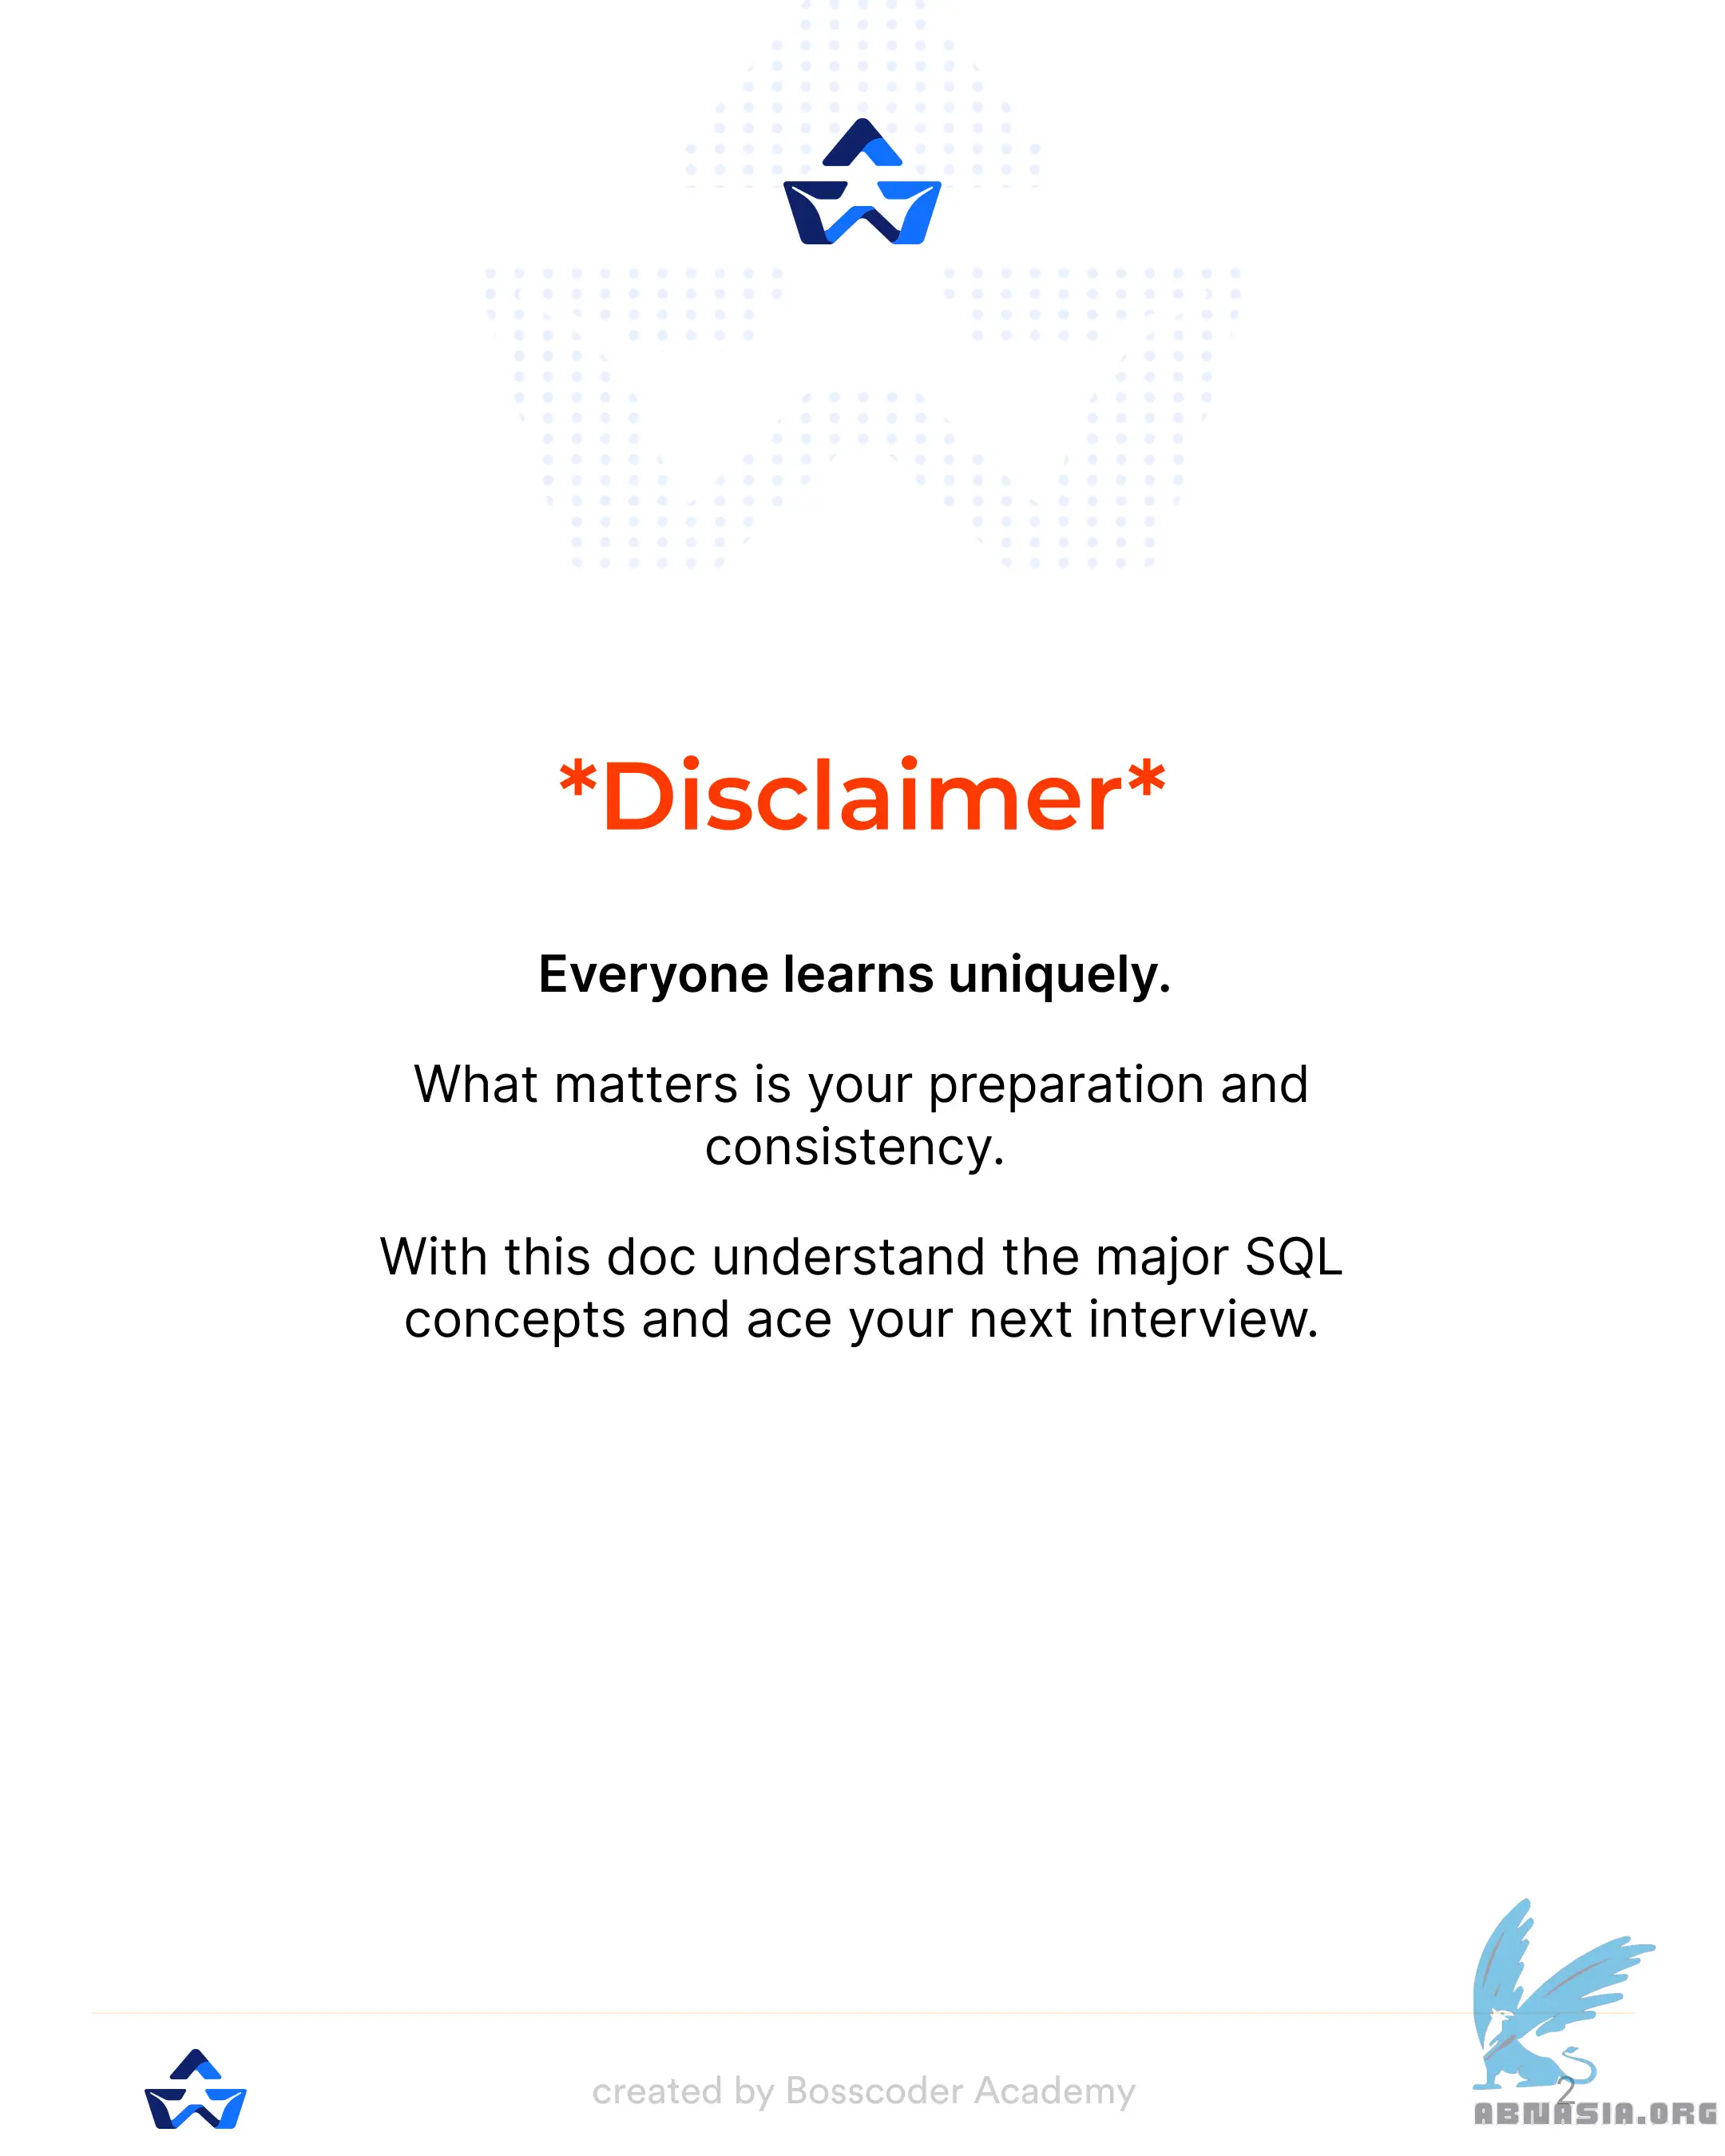 *Disclaimer*
Everyone learns uniquely.
What matters is your preparation and
consistency.
With this doc understand the major SQL
concepts and ace your next interview.
created by Bosscoder Academy
2
ABNASIA.ORG